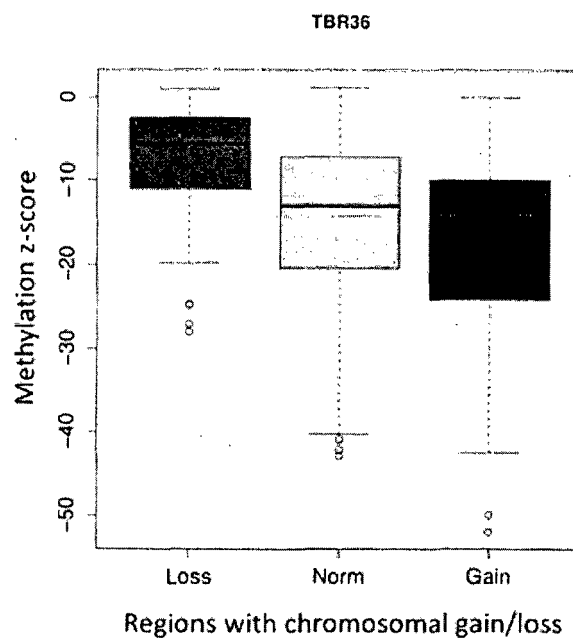 TBR36
Methylation z-score
0
−10
−20
−30
−40
−50
Loss Norm Gain
Regions with chromosomal gain/loss